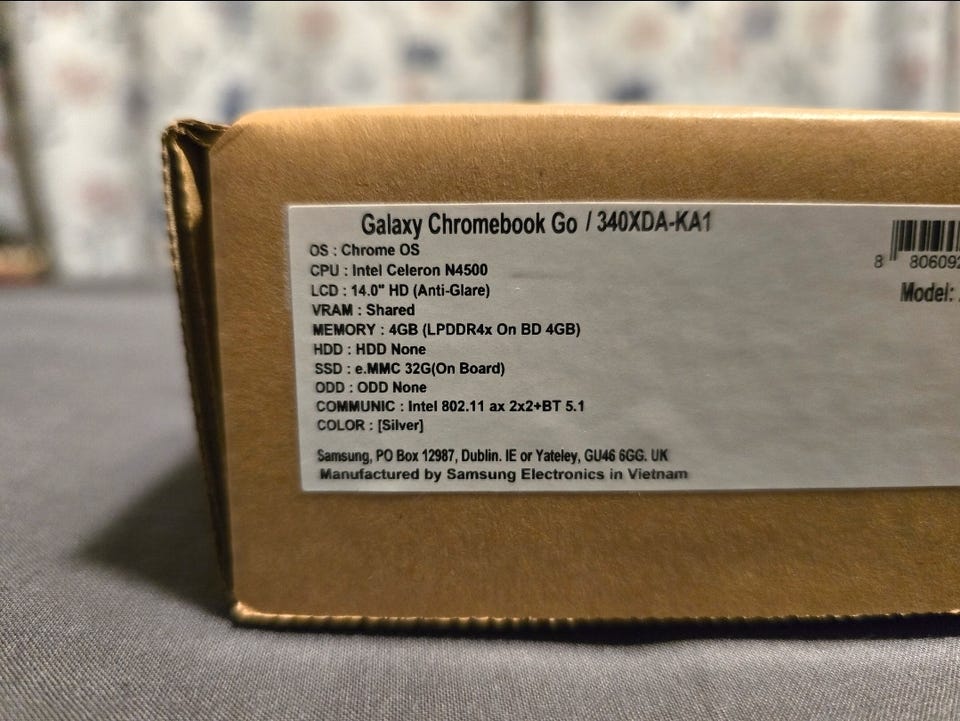 Galaxy Chromebook Go / 340XDA-KA1
OS : Chrome OS
CPU : Intel Celeron N4500
LCD : 14.0" HD (Anti-Glare)
VRAM : Shared
MEMORY : 4GB (LPDDR4x On BD 4GB)
HDD : HDD None
SSD : e.MMC 32G(On Board)
ODD : ODD None
COMMUNIC : Intel 802.11 ax 2x2+BT 5.1
COLOR : [Silver]
Samsung, PO Box 12987, Dublin. IE or Yateley, GU46 6GG. UK
Manufactured by Samsung Electronics in Vietnam
8 806092
Model: